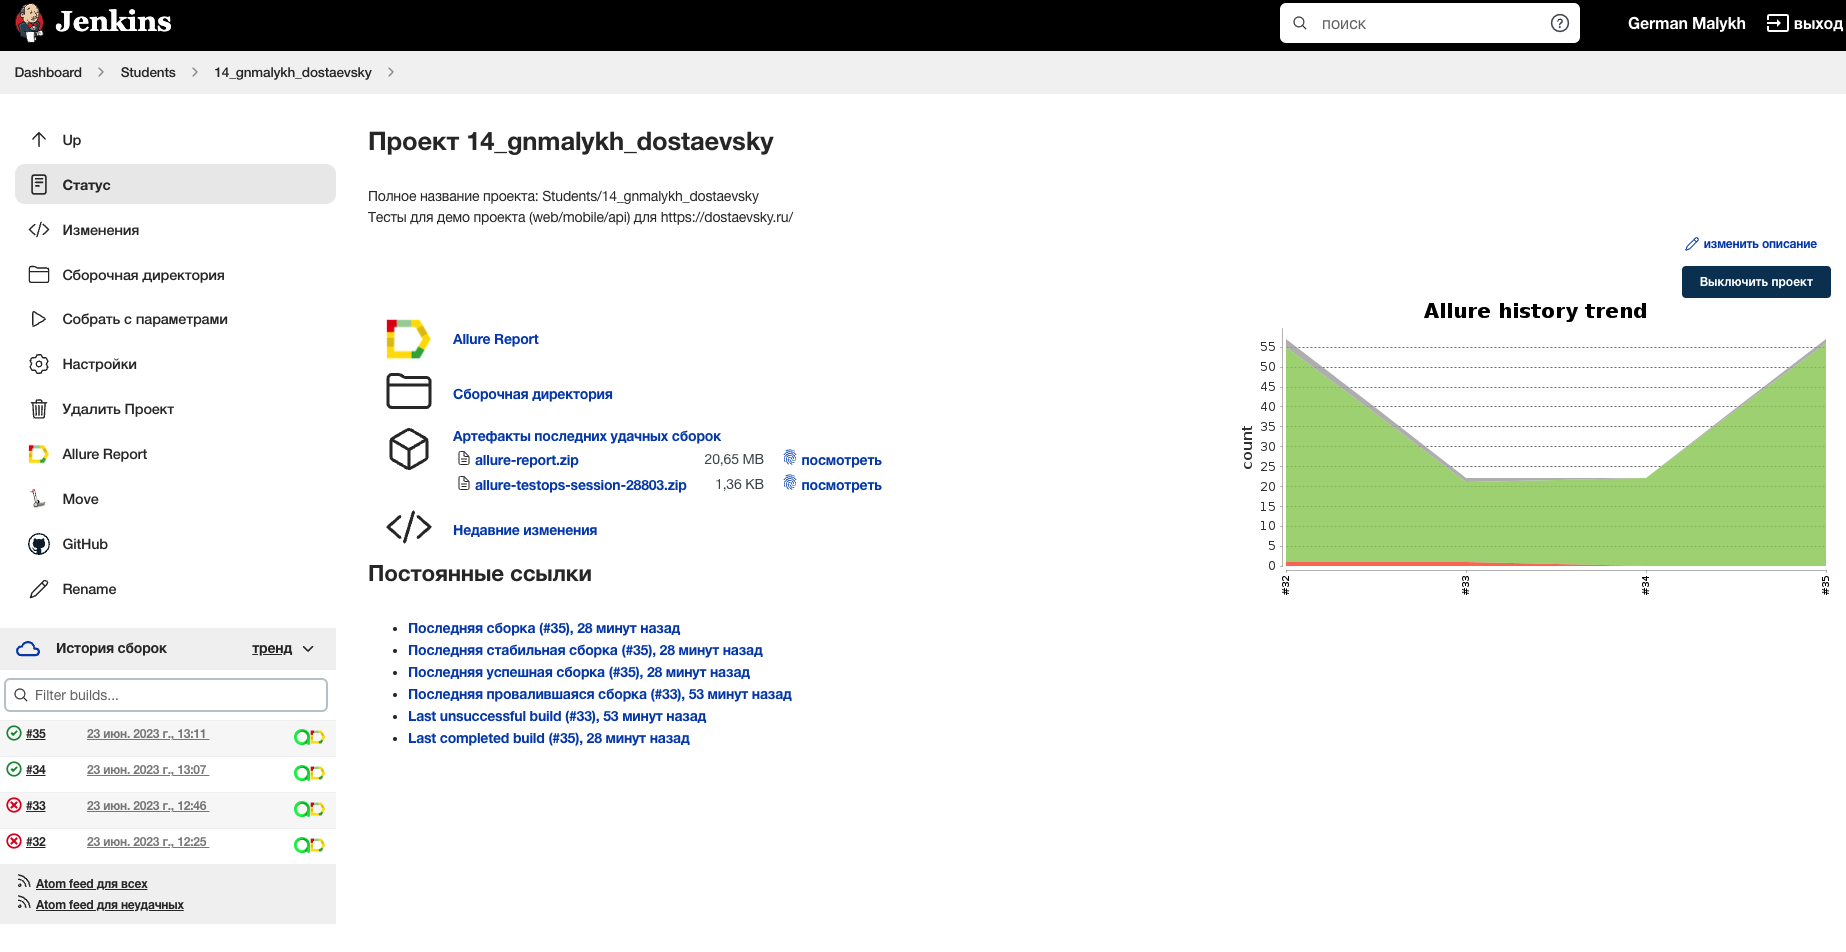 Jenkins
поиск
German Malykh
выход
Dashboard
Students
14_gnmalykh_dostaevsky
Up
Статус
Изменения
Сборочная директория
Собрать с параметрами
Настройки
Удалить Проект
Allure Report
Move
GitHub
Rename
История сборок
тренд
Filter builds...
#35 23 июн. 2023 г., 13:11
#34 23 июн. 2023 г., 13:07
#33 23 июн. 2023 г., 12:46
#32 23 июн. 2023 г., 12:25
Atom feed для всех
Atom feed для неудачных
Проект 14_gnmalykh_dostaevsky
Полное название проекта: Students/14_gnmalykh_dostaevsky
Тесты для демо проекта (web/mobile/api) для https://dostaevsky.ru/
изменить описание
Выключить проект
Allure Report
Сборочная директория
Артефакты последних удачных сборок
allure-report.zip 20,65 MB посмотреть
allure-testops-session-28803.zip 1,36 KB посмотреть
Недавние изменения
Постоянные ссылки
Последняя сборка (#35), 28 минут назад
Последняя стабильная сборка (#35), 28 минут назад
Последняя успешная сборка (#35), 28 минут назад
Последняя провалившаяся сборка (#33), 53 минут назад
Last unsuccessful build (#33), 53 минут назад
Last completed build (#35), 28 минут назад
Allure history trend
count
55
50
45
40
35
30
25
20
15
10
5
0
#32
#33
#34
#35